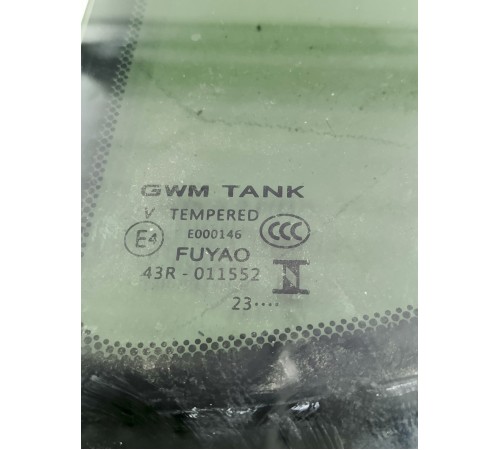 GWM TANK
V TEMPERED
E4 E000146 CCC
FUYAO
43R - 011552
23····